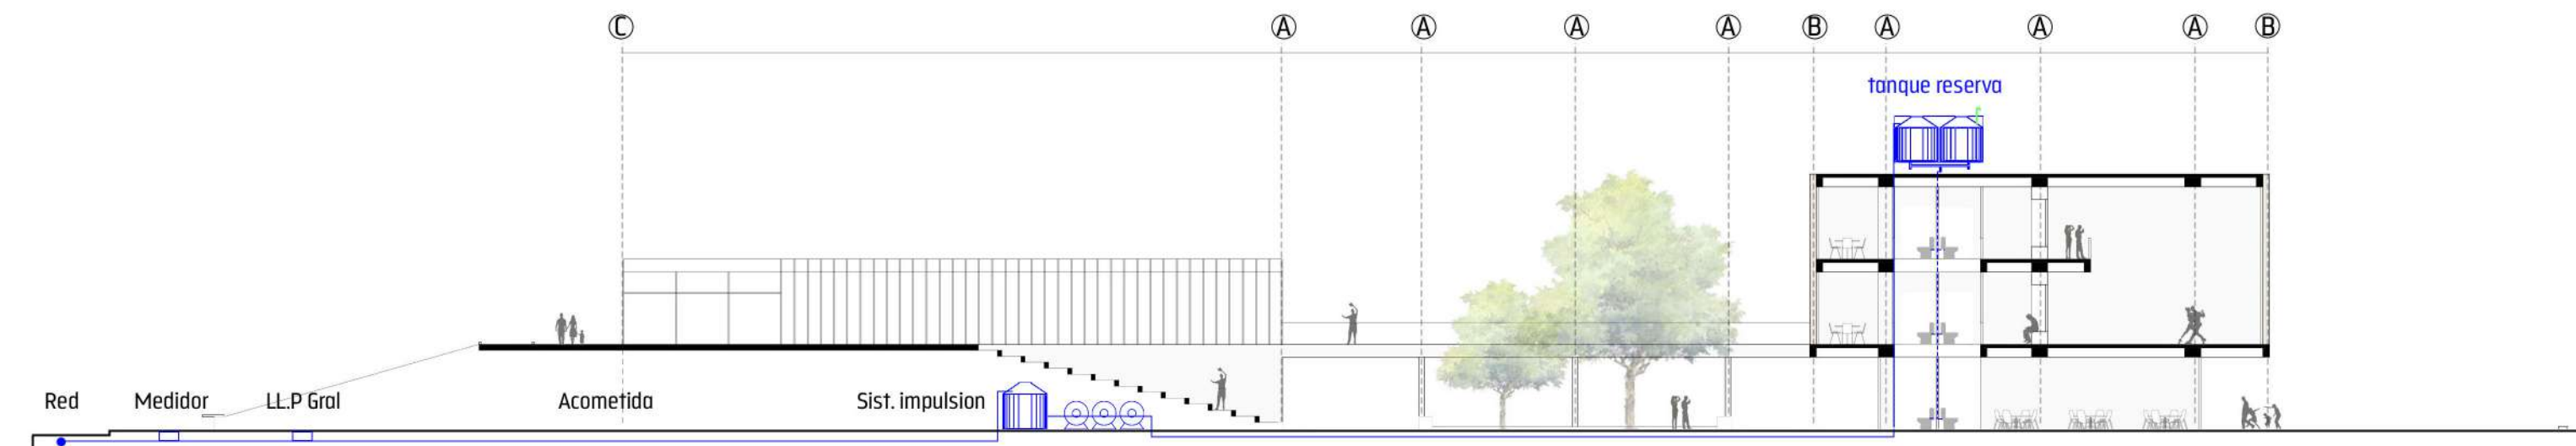 C A A A A B A A A B
tanque reserva
Red Medidor LL.P Gral Acometida Sist. impulsion